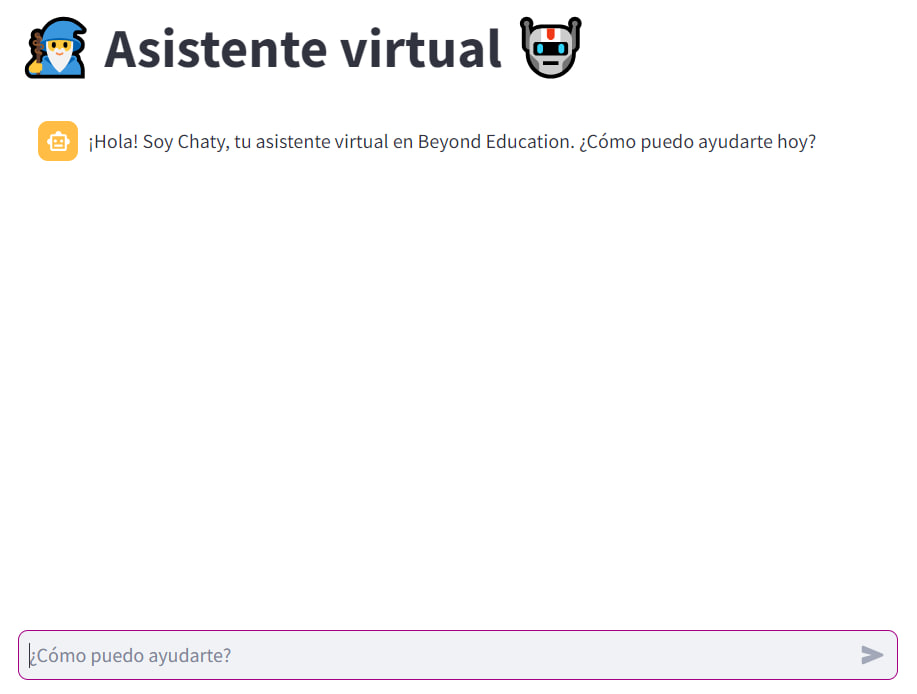 Asistente virtual
¡Hola! Soy Chaty, tu asistente virtual en Beyond Education. ¿Cómo puedo ayudarte hoy?
¿Cómo puedo ayudarte?